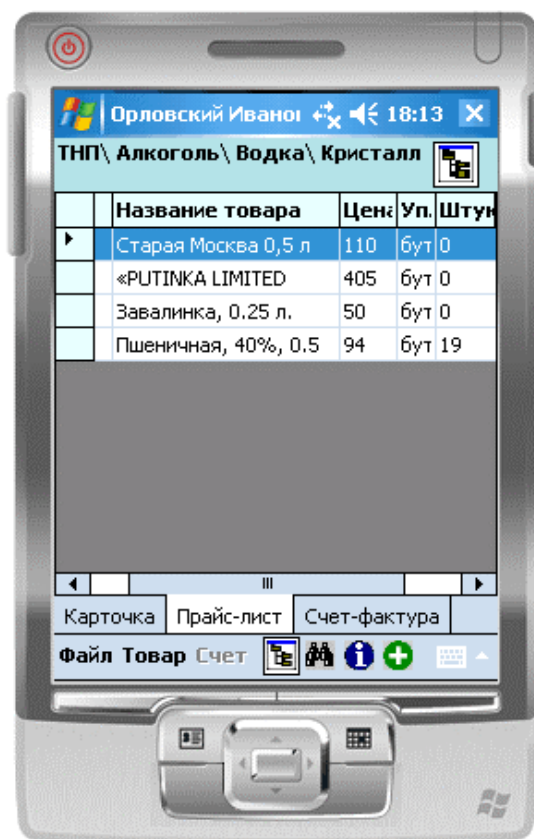 Орловский Иванов 18:13
ТНП\ Алкоголь\ Водка\ Кристалл
Название товара Цена Уп. Штук
Старая Москва 0,5 л 110 бут 0
«PUTINKA LIMITED 405 бут 0
Завалинка, 0.25 л. 50 бут 0
Пшеничная, 40%, 0.5 94 бут 19
Карточка Прайс-лист Счет-фактура
Файл Товар Счет